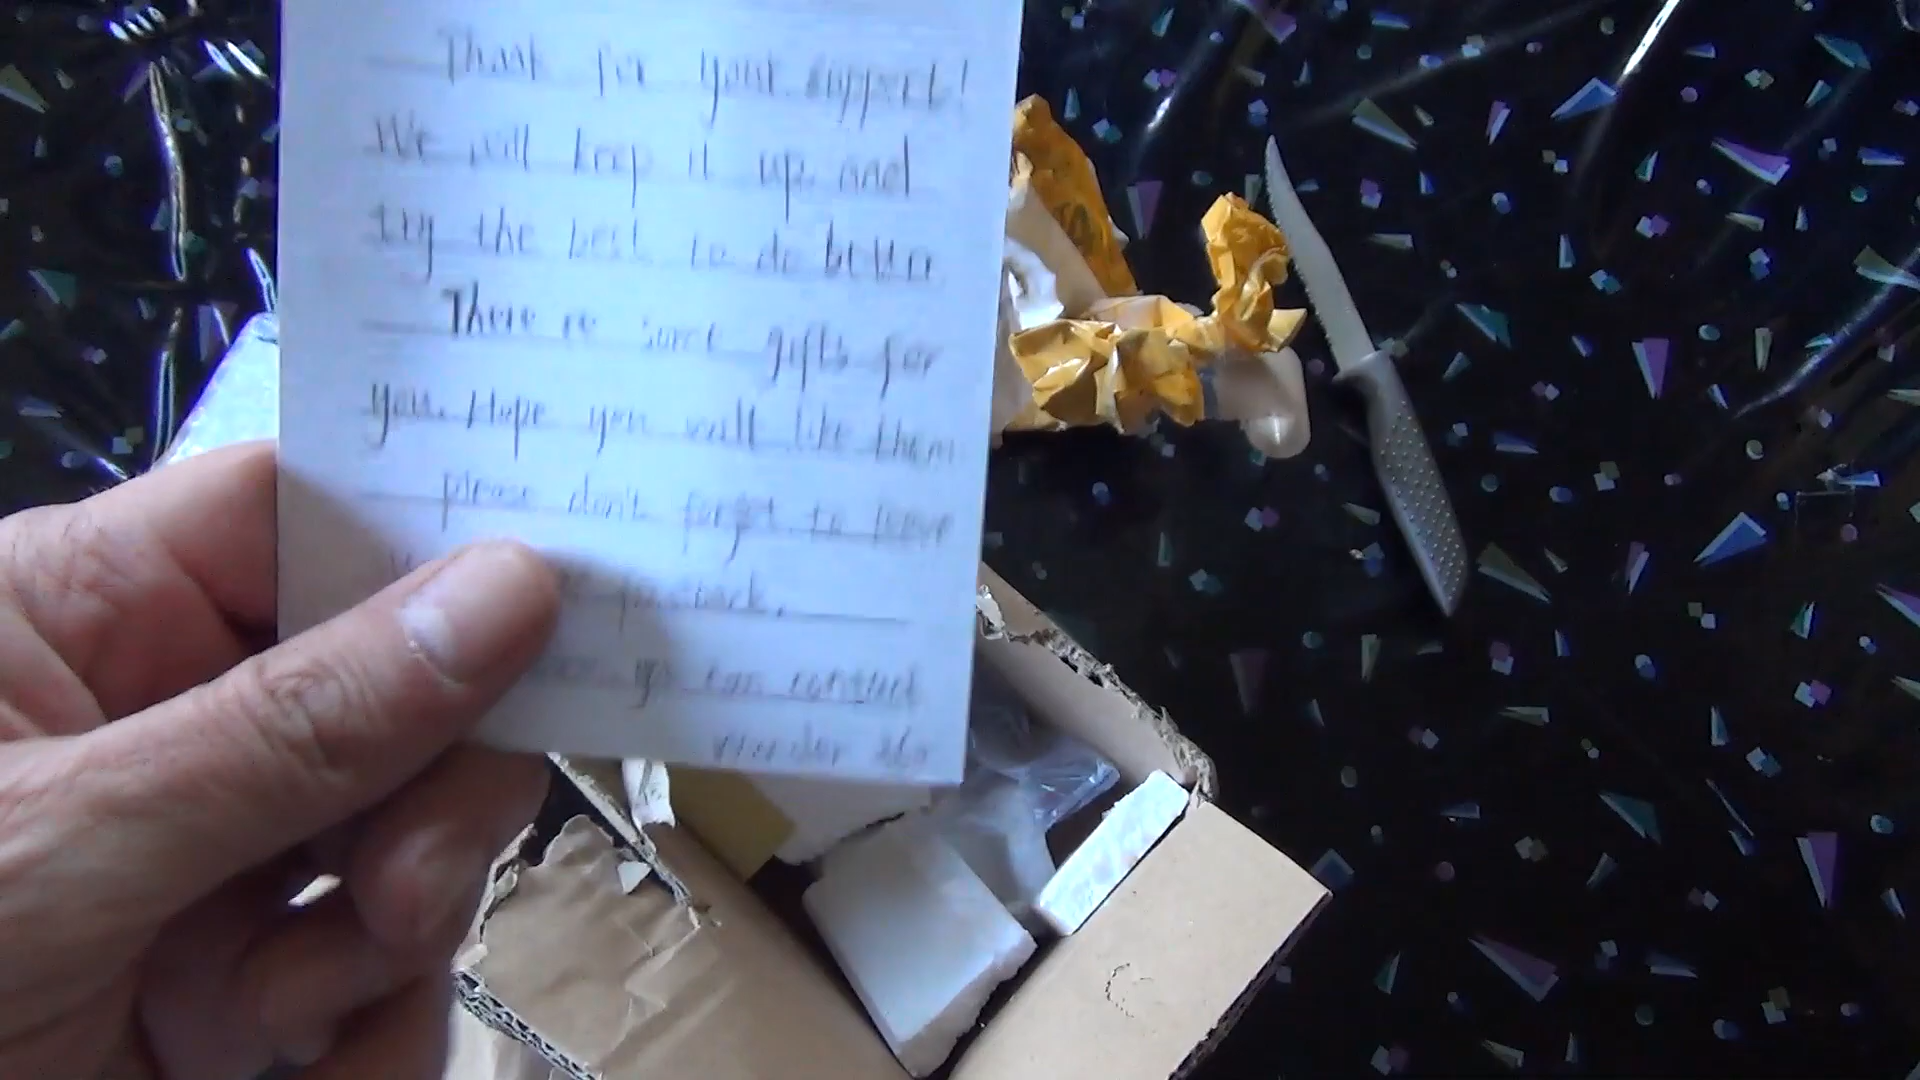 Thank for your support!
We will keep it up and
try the best to do better
There're some gifts for
you. Hope you will like them
please don't forget to leave
feedback.
you can contact